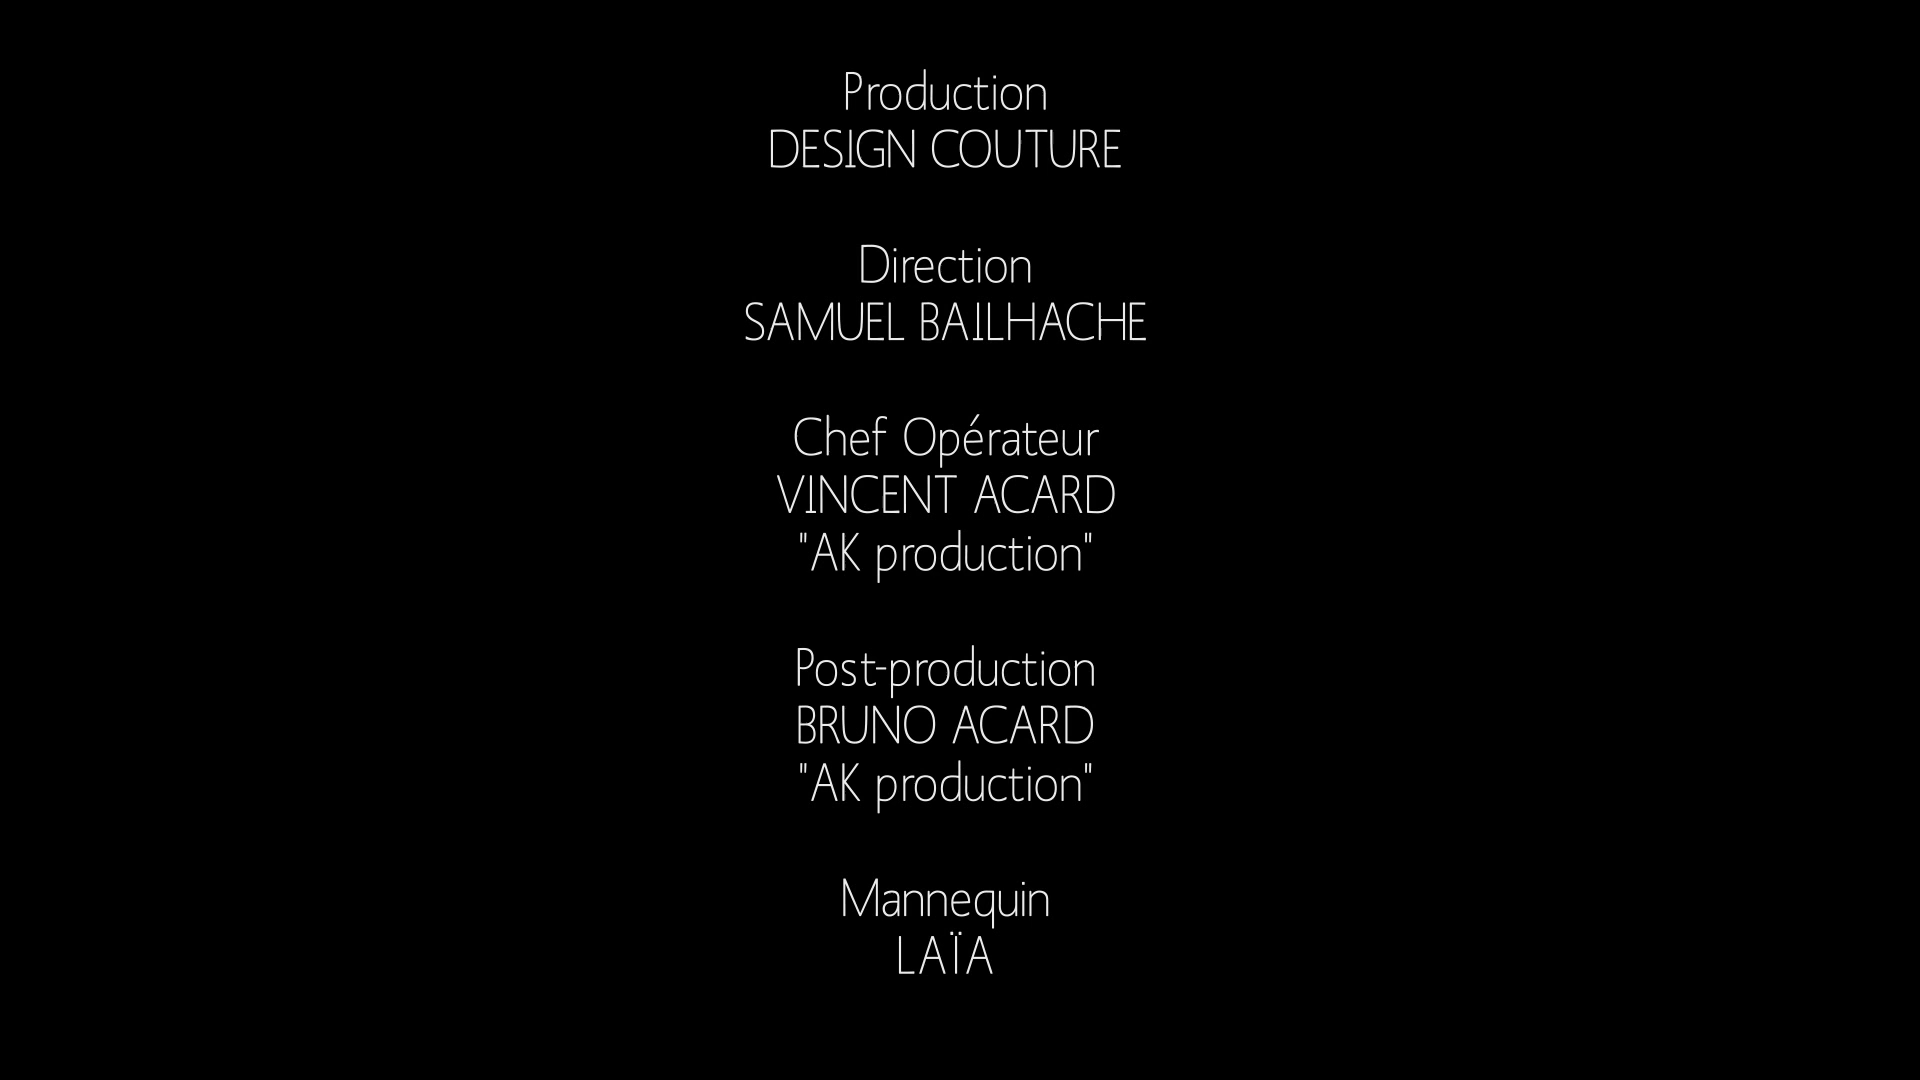 Production
DESIGN COUTURE
Direction
SAMUEL BAILHACHE
Chef Opérateur
VINCENT ACARD
"AK production"
Post-production
BRUNO ACARD
"AK production"
Mannequin
LAÏA